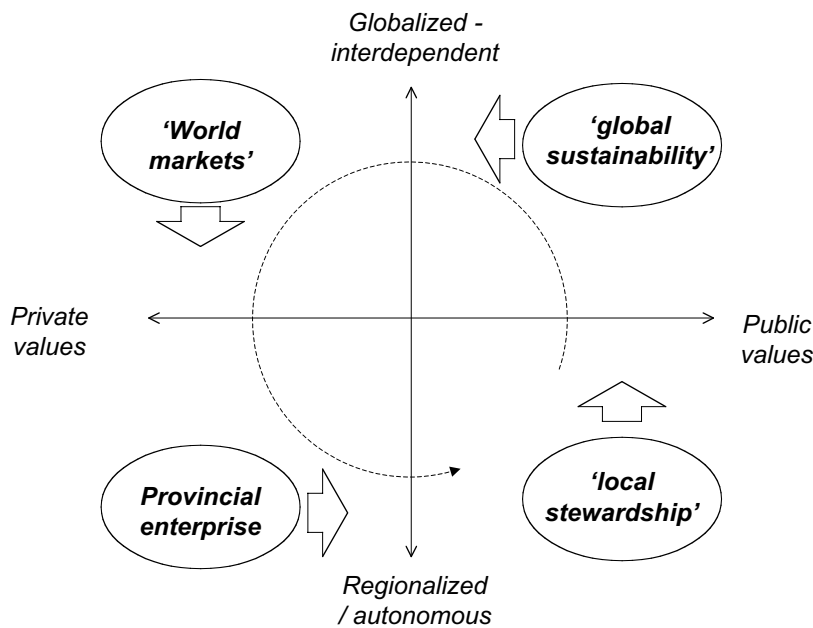 Globalized -
interdependent
‘World
markets’
‘global
sustainability’
Private
values
Public
values
Provincial
enterprise
‘local
stewardship’
Regionalized
/ autonomous